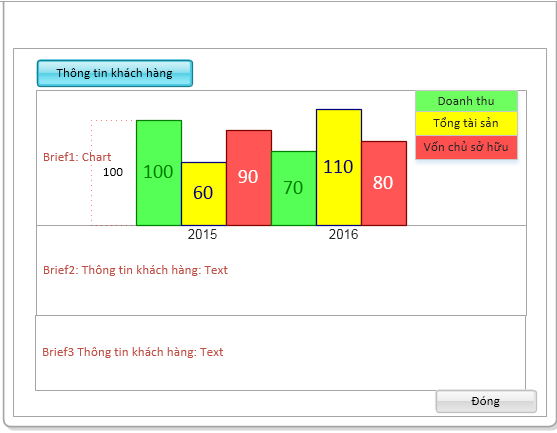 Thông tin khách hàng
Doanh thu
Tổng tài sản
Vốn chủ sở hữu
Brief1: Chart
100
100
60
90
70
110
80
2015
2016
Brief2: Thông tin khách hàng: Text
Brief3 Thông tin khách hàng: Text
Đóng